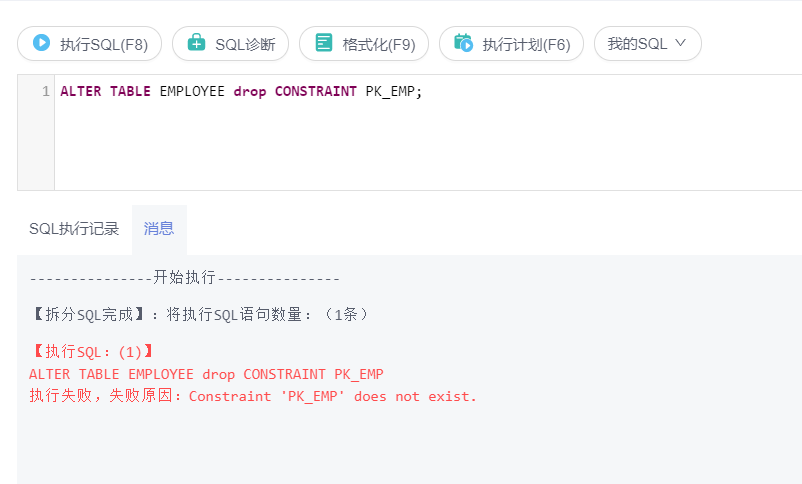 执行SQL(F8) SQL诊断 格式化(F9) 执行计划(F6) 我的SQL
1 ALTER TABLE EMPLOYEE drop CONSTRAINT PK_EMP;
SQL执行记录 消息
---------------开始执行---------------
【拆分SQL完成】：将执行SQL语句数量：（1条）
【执行SQL：(1)】
ALTER TABLE EMPLOYEE drop CONSTRAINT PK_EMP
执行失败，失败原因：Constraint 'PK_EMP' does not exist.